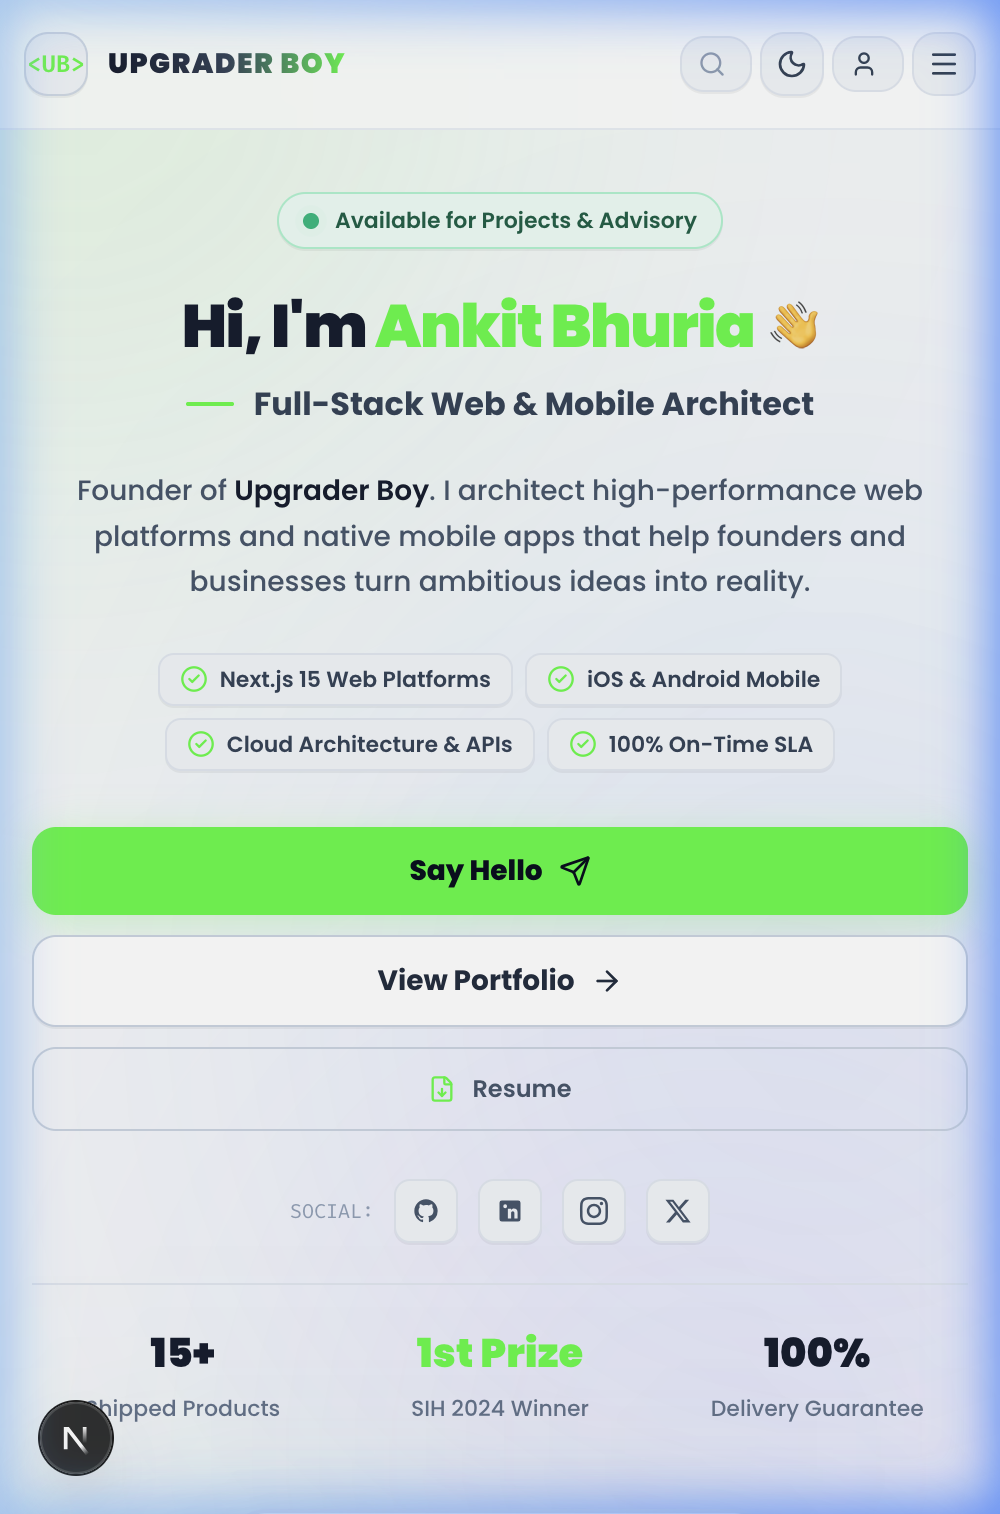 <UB> UPGRADER BOY
Available for Projects & Advisory
Hi, I'm Ankit Bhuria 👋
Full-Stack Web & Mobile Architect
Founder of Upgrader Boy. I architect high-performance web
platforms and native mobile apps that help founders and
businesses turn ambitious ideas into reality.
Next.js 15 Web Platforms
iOS & Android Mobile
Cloud Architecture & APIs
100% On-Time SLA
Say Hello
View Portfolio
Resume
SOCIAL:
15+
1st Prize
100%
Shipped Products
SIH 2024 Winner
Delivery Guarantee
N